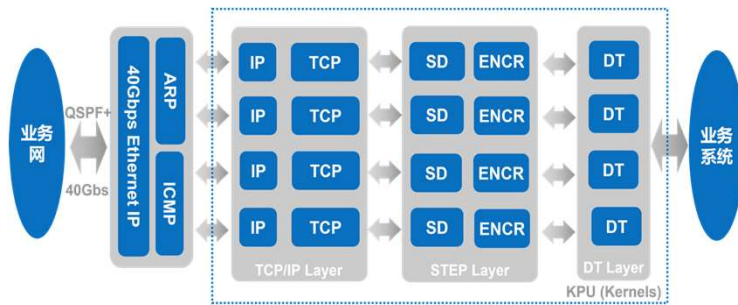 业务
网
QSPF+
40Gbs
40Gbps Ethernet IP
ARP
ICMP
IP
TCP
IP
TCP
IP
TCP
IP
TCP
TCP/IP Layer
SD
ENCR
SD
ENCR
SD
ENCR
SD
ENCR
STEP Layer
DT
DT
DT
DT
DT Layer
KPU (Kernels)
业务
系统